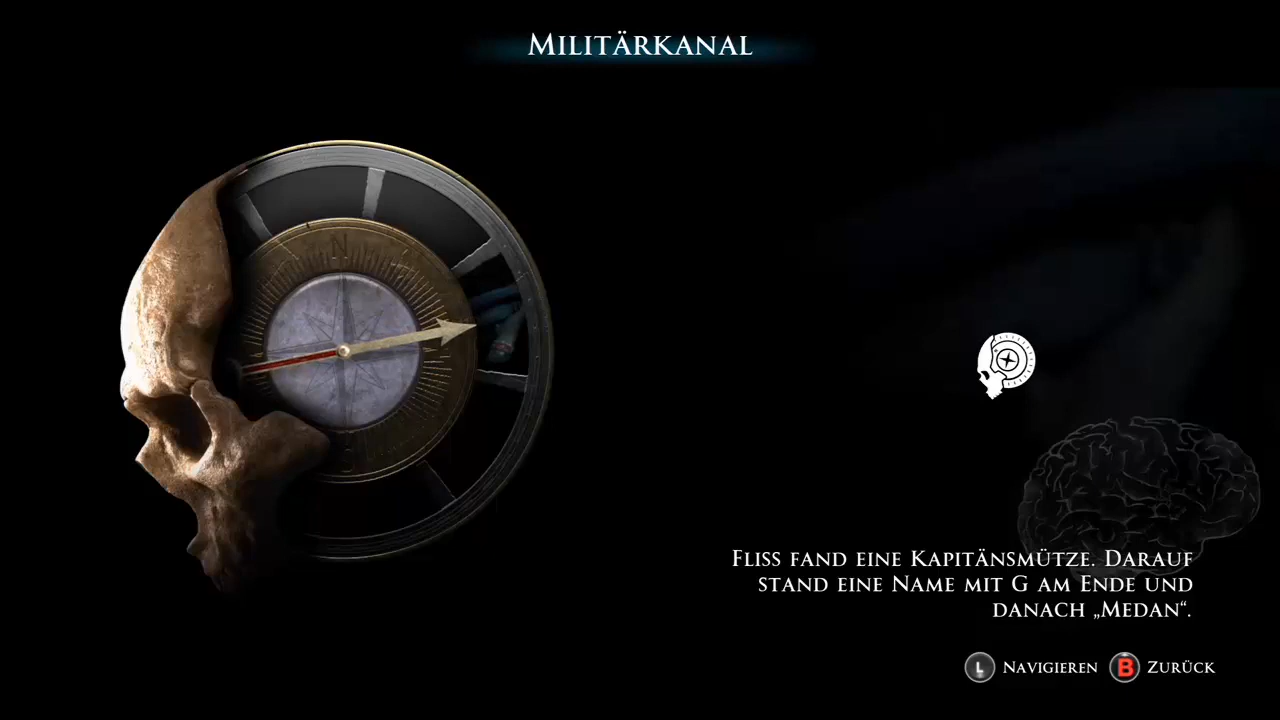 Militärkanal
N
Fliss fand eine Kapitänsmütze. Darauf
stand eine Name mit G am Ende und
danach „Medan“.
L Navigieren B Zurück